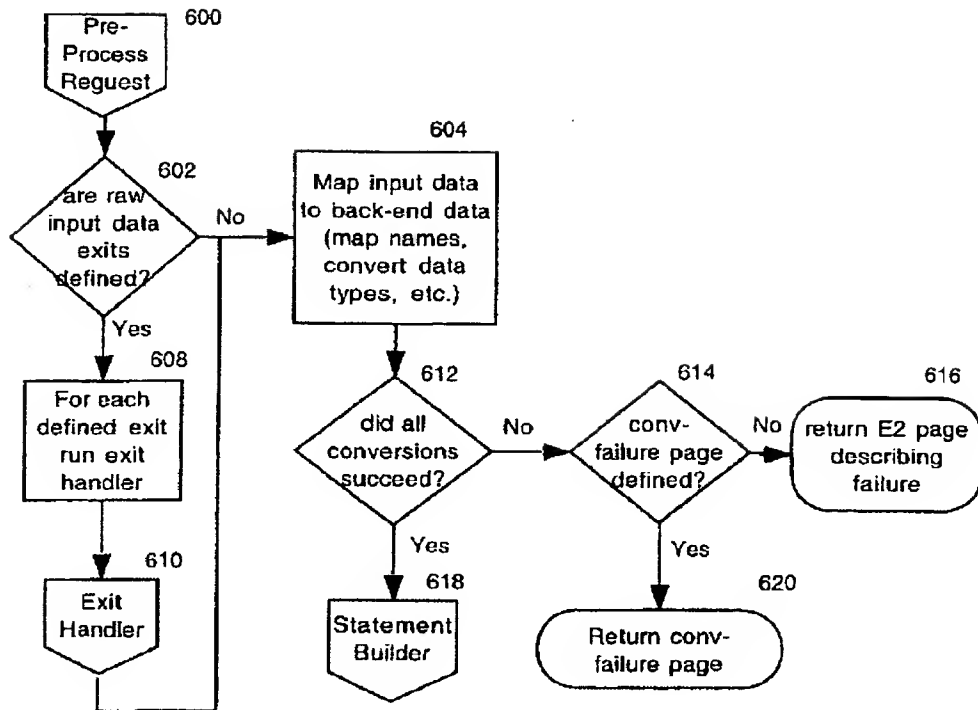 600
Pre-
Process
Reguest
602
are raw
input data
exits
defined?
No
604
Map input data
to back-end data
(map names,
convert data
types, etc.)
Yes
608
For each
defined exit
run exit
handler
610
Exit
Handler
612
did all
conversions
succeed?
No
614
conv-
failure page
defined?
No
616
return E2 page
describing
failure
Yes
618
Statement
Builder
Yes
620
Return conv-
failure page